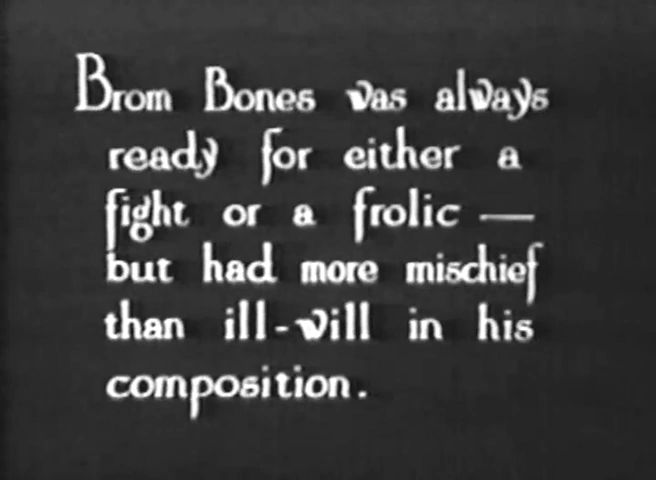 Brom Bones was always
ready for either a
fight or a frolic —
but had more mischief
than ill-will in his
composition.